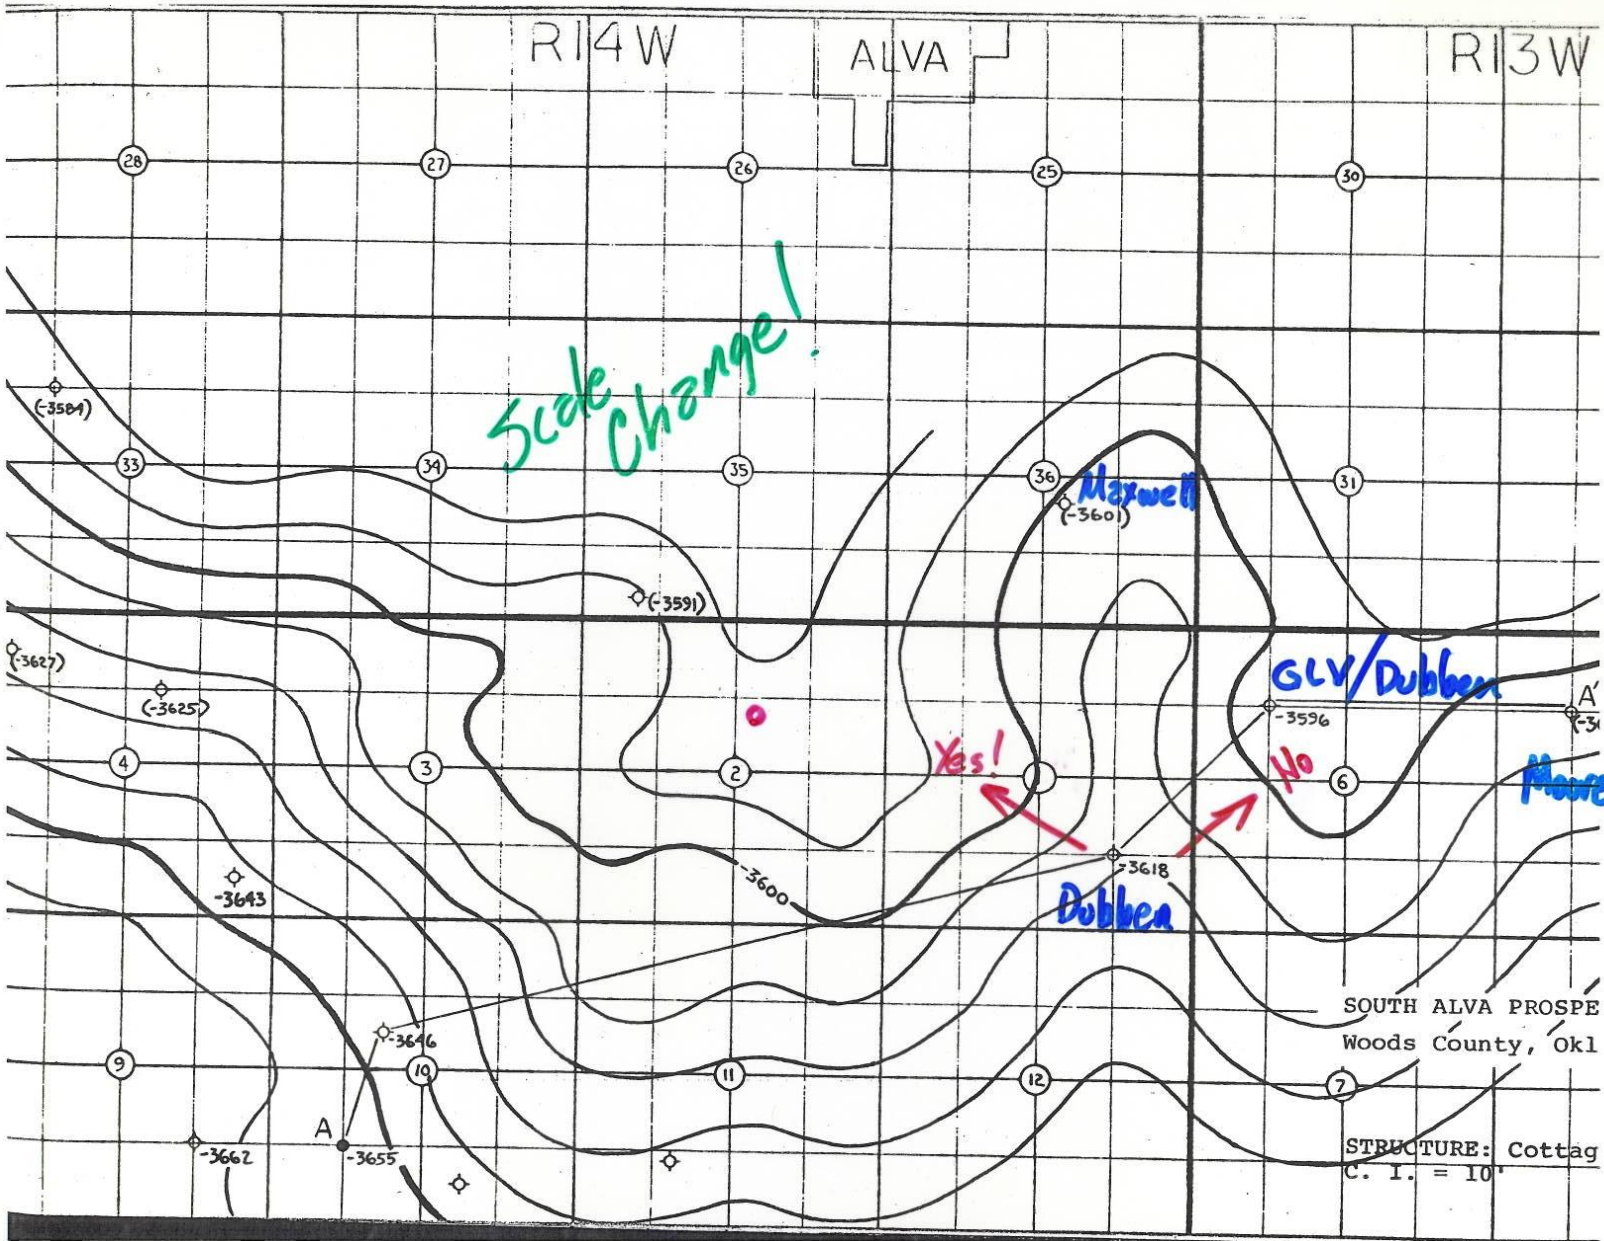 R14W
ALVA
R13W
28
27
26
25
30
Scale
Change!
(-3584)
33
34
35
36
Maxwell
31
(-3601)
(-3591)
(-3627)
(-3625)
GLV/Dubben
A'
-3596
4
3
2
Yes!
No
6
-3618
-3600
Dubben
-3643
SOUTH ALVA PROSPE
Woods County, Okl
-3646
9
10
11
12
7
A
-3662
-3655
STRUCTURE: Cottag
C. I. = 10'